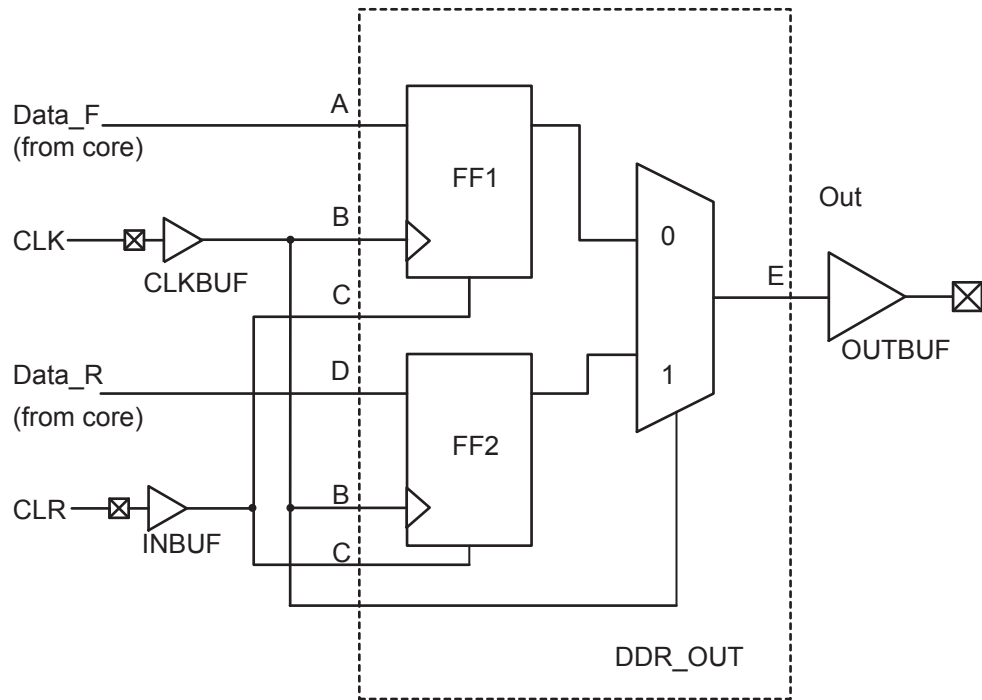 Data_F
(from core)
A
FF1
Out
B
0
CLK
CLKBUF
E
C
OUTBUF
Data_R
(from core)
D
1
FF2
B
CLR
INBUF
C
DDR_OUT